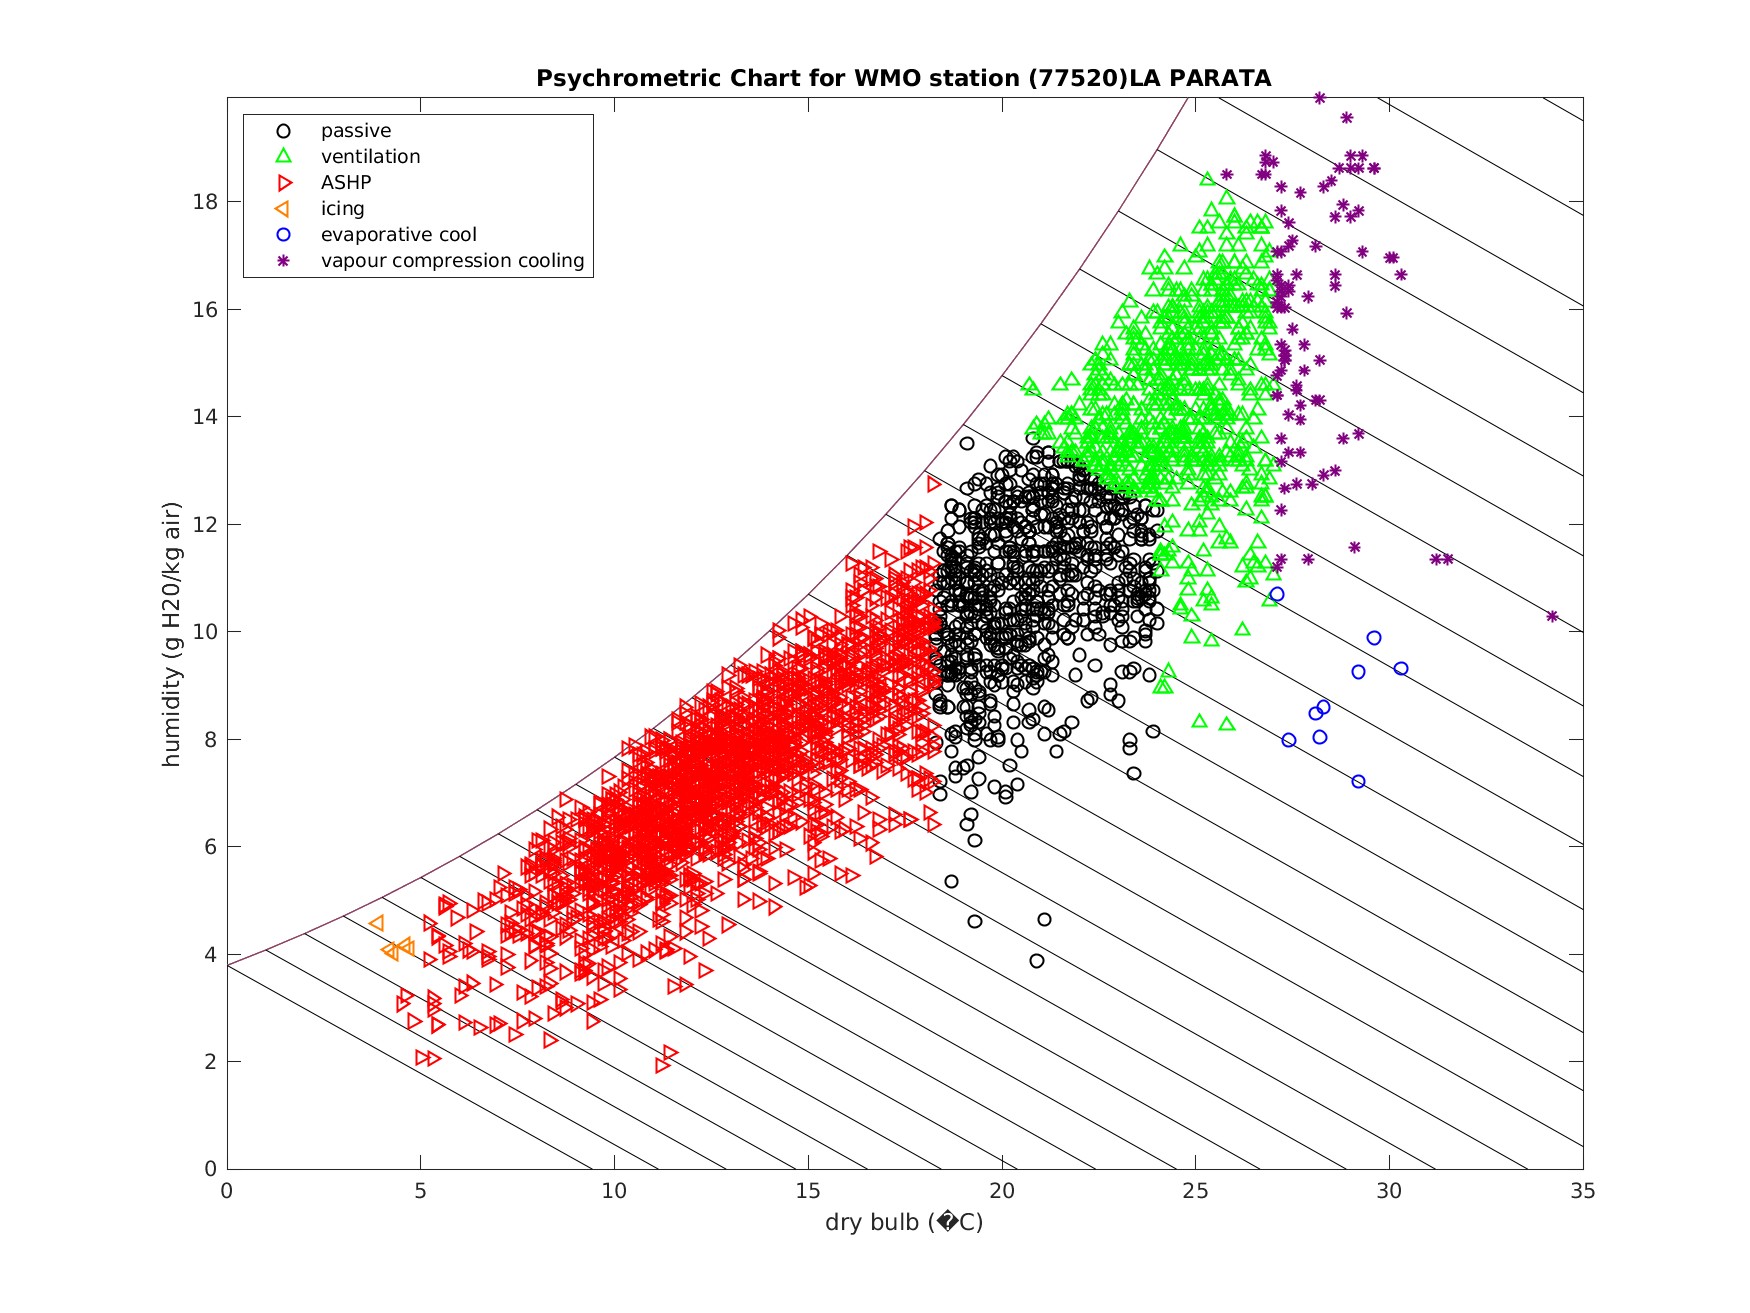 Psychrometric Chart for WMO station (77520)LA PARATA
passive
ventilation
ASHP
icing
evaporative cool
vapour compression cooling
humidity (g H20/kg air)
18
16
14
12
10
8
6
4
2
0
0 5 10 15 20 25 30 35
dry bulb (�C)